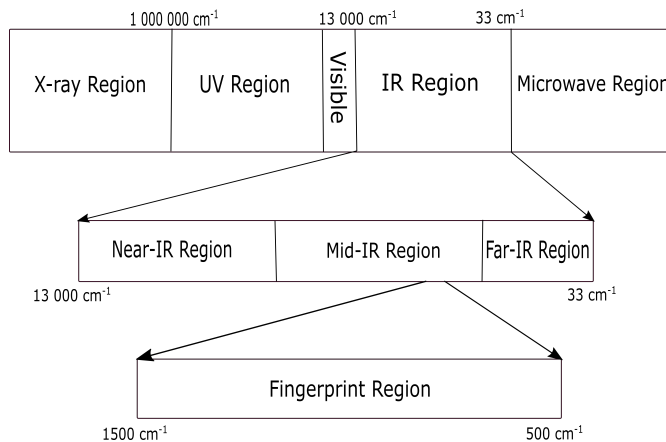 1 000 000 cm⁻¹ 13 000 cm⁻¹ 33 cm⁻¹
X-ray Region UV Region Visible IR Region Microwave Region
Near-IR Region Mid-IR Region Far-IR Region
13 000 cm⁻¹ 33 cm⁻¹
Fingerprint Region
1500 cm⁻¹ 500 cm⁻¹